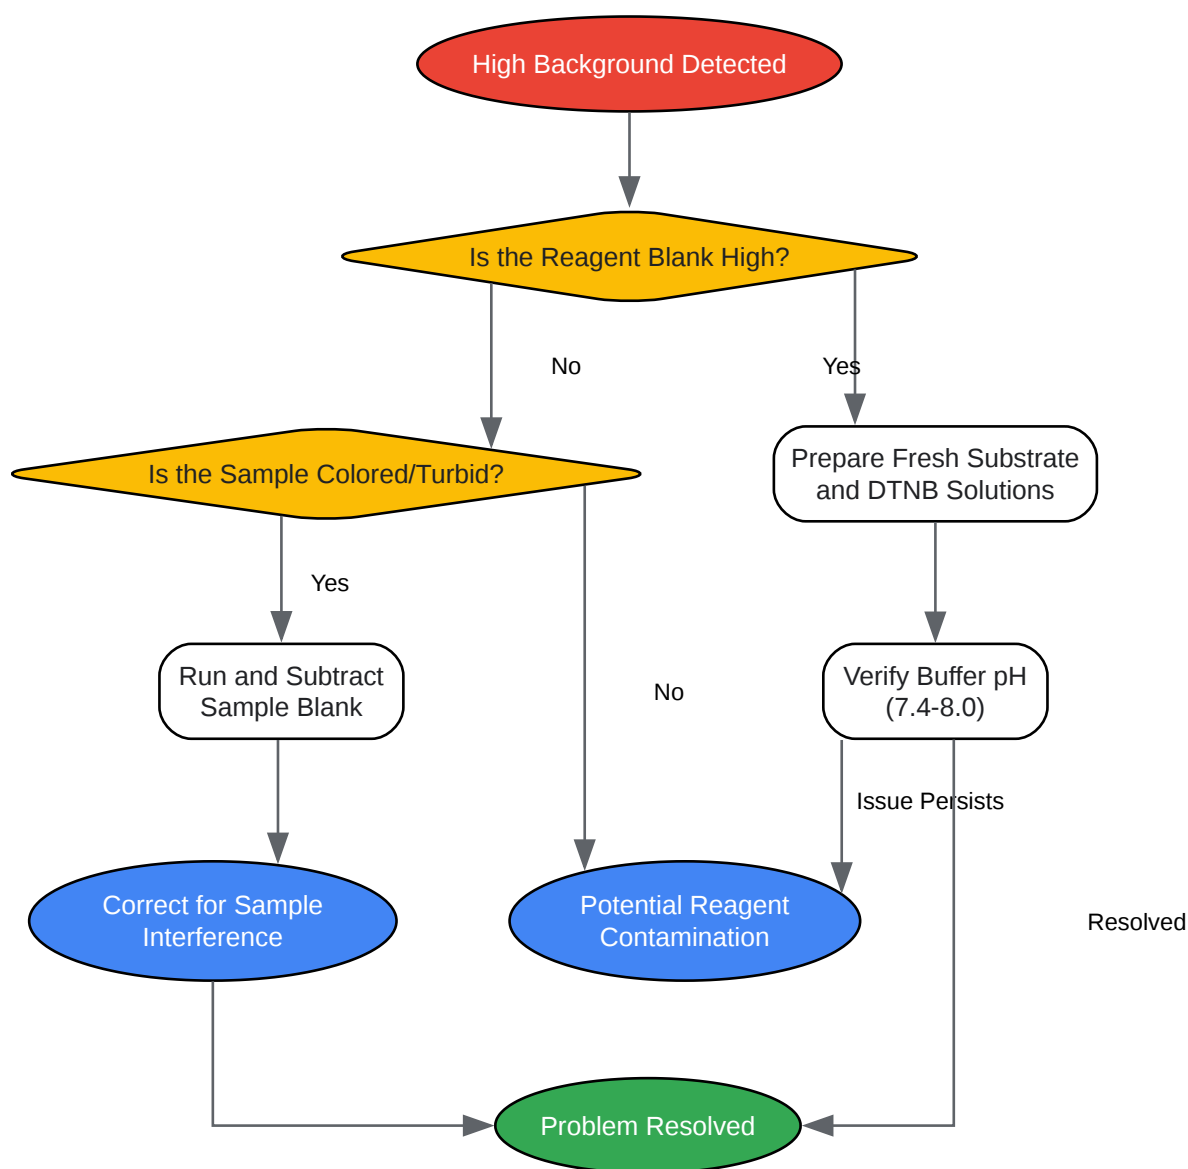 High Background Detected
Is the Reagent Blank High?
No
Yes
Is the Sample Colored/Turbid?
Prepare Fresh Substrate
and DTNB Solutions
Yes
Run and Subtract
Sample Blank
No
Verify Buffer pH
(7.4-8.0)
Issue Persists
Correct for Sample
Interference
Potential Reagent
Contamination
Resolved
Problem Resolved